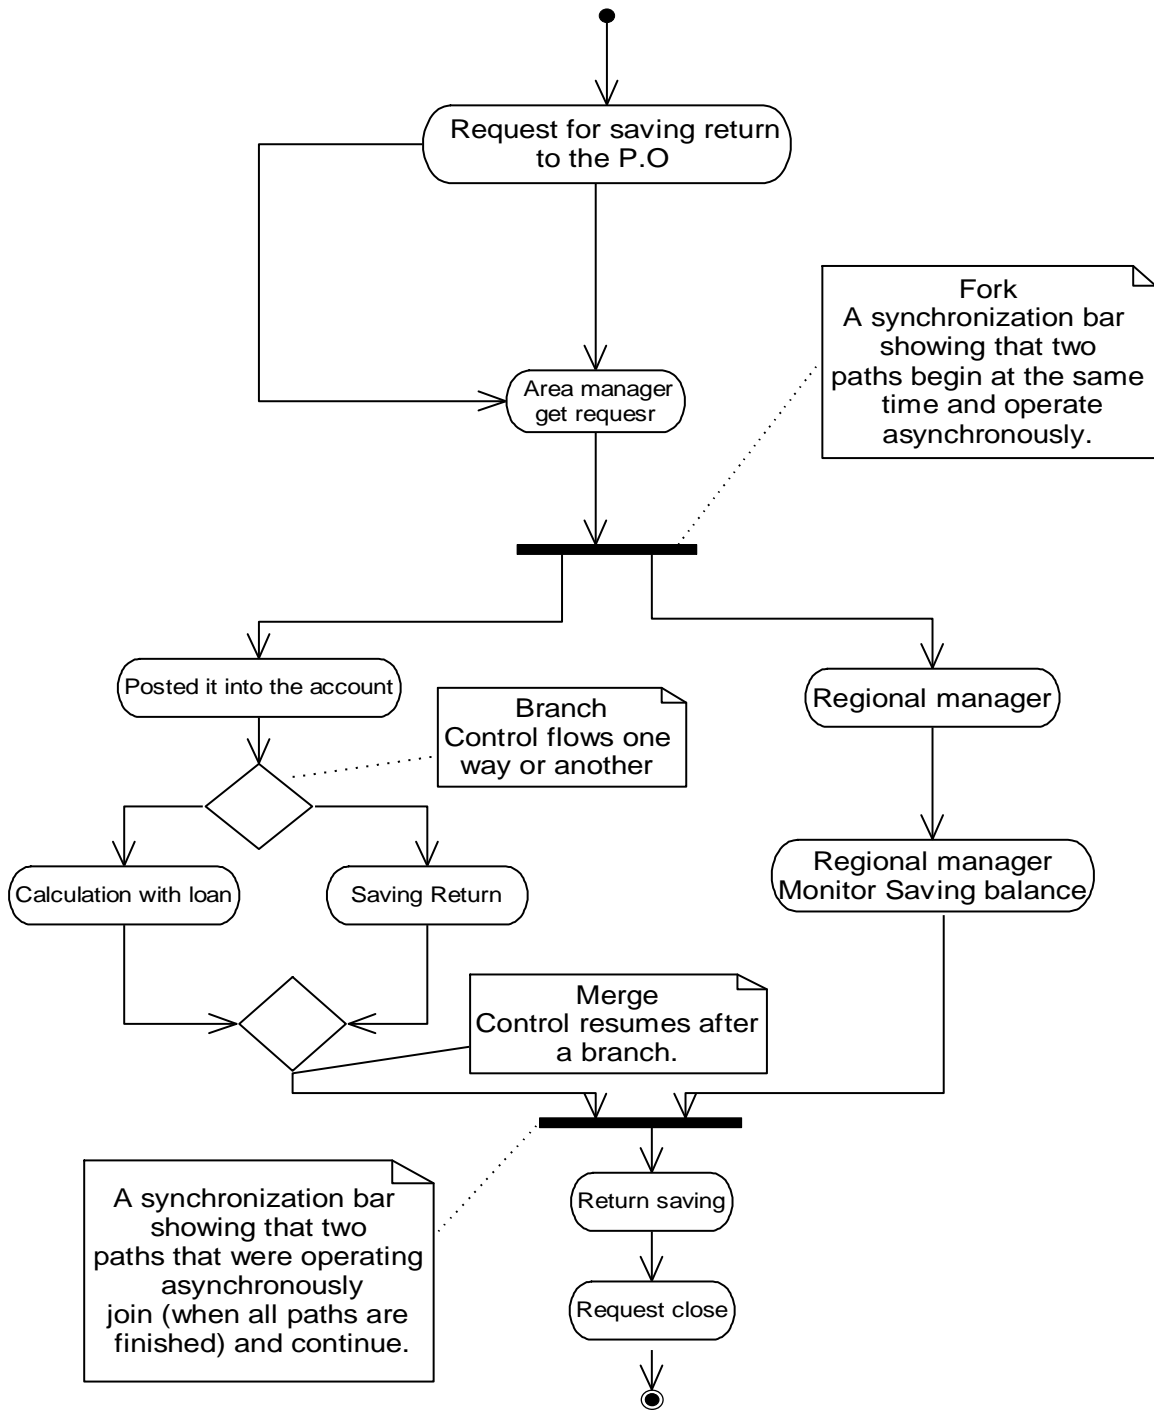 Request for saving return
to the P.O
Fork
A synchronization bar
showing that two
paths begin at the same
time and operate
asynchronously.
Area manager
get requesr
Posted it into the account
Branch
Control flows one
way or another
Regional manager
Calculation with loan
Saving Return
Regional manager
Monitor Saving balance
Merge
Control resumes after
a branch.
A synchronization bar
showing that two
paths that were operating
asynchronously
join (when all paths are
finished) and continue.
Return saving
Request close